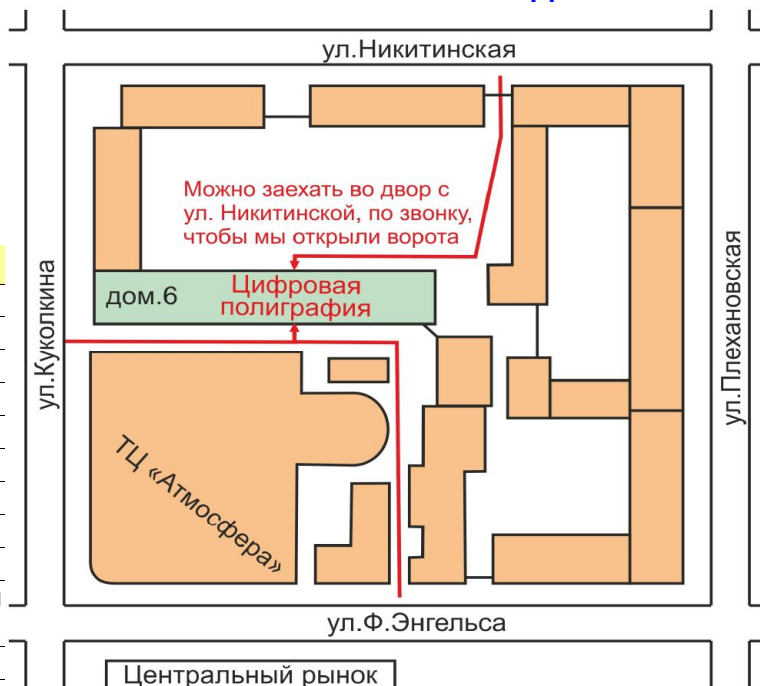 ул.Никитинская
Можно заехать во двор с
ул. Никитинской, по звонку,
чтобы мы открыли ворота
дом.6
Цифровая
полиграфия
ул.Куколкина
ул.Плехановская
ТЦ «Атмосфера»
ул.Ф.Энгельса
Центральный рынок